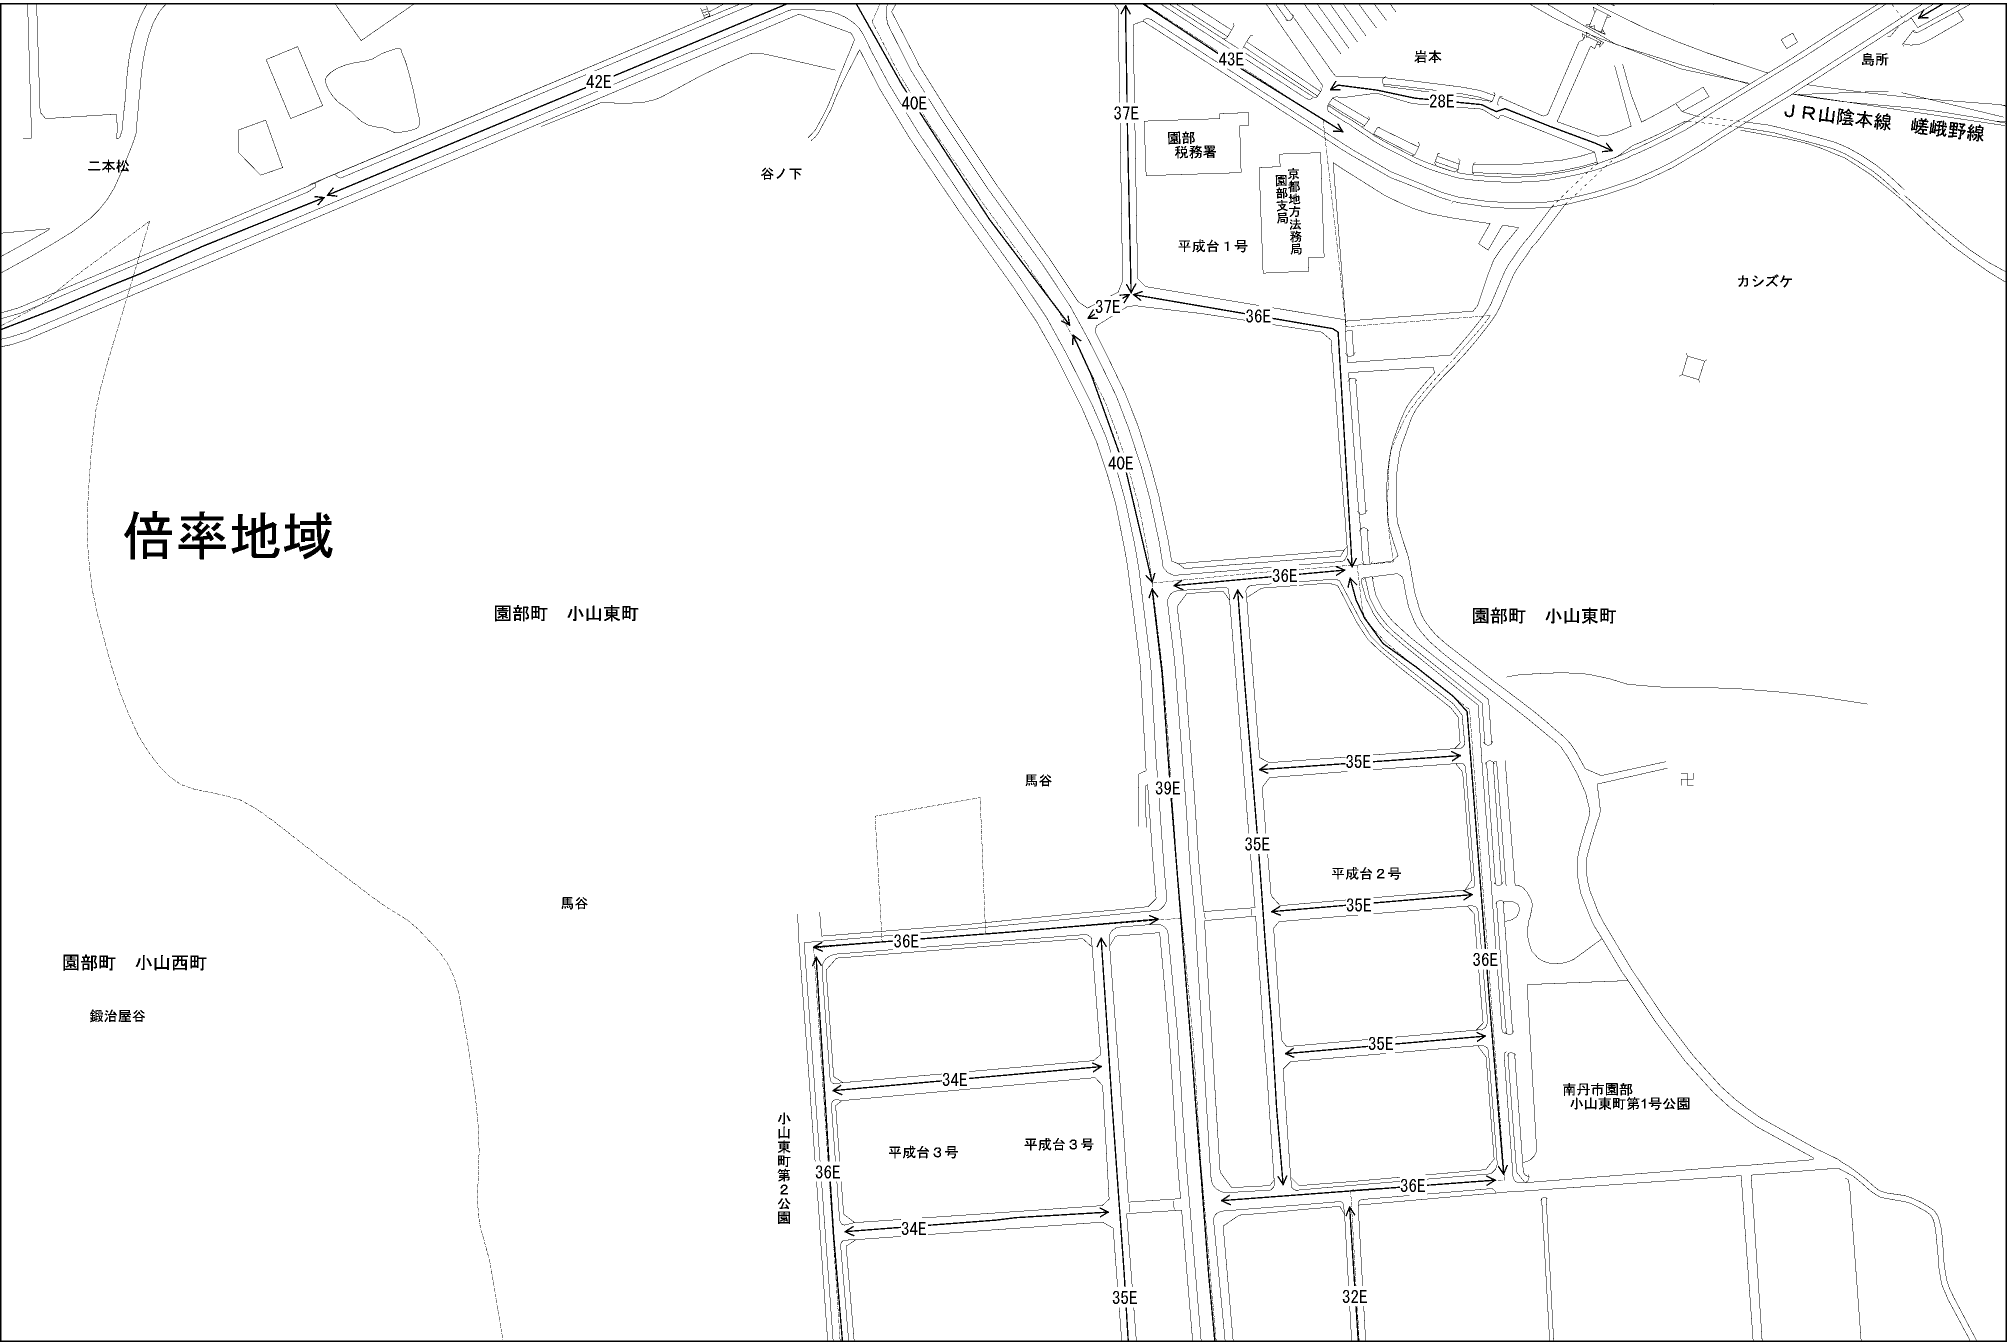 岩本
島所
43E
42E
40E
28E
37E
ＪＲ山陰本線　嵯峨野線
園部
税務署
二本松
谷ノ下
京都地方法務局
園部支局
平成台１号
カシズケ
37E
36E
40E
倍率地域
36E
園部町　小山東町
園部町　小山東町
35E
馬谷
39E
卍
35E
平成台２号
馬谷
35E
36E
園部町　小山西町
36E
鍛治屋谷
35E
34E
南丹市園部
小山東町第1号公園
小山東町第２公園
平成台３号
平成台３号
36E
36E
34E
35E
32E